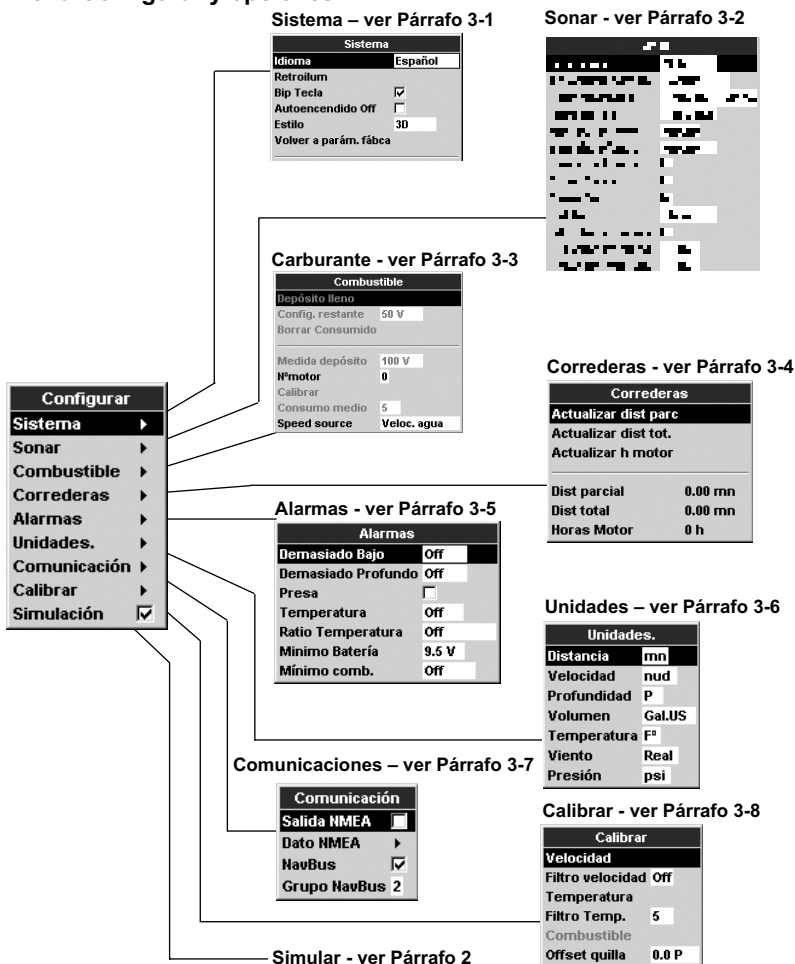 Sistema – ver Párrafo 3-1
Sistema
Idioma Español
Retroilum
Bip Tecla
Autoencendido Off
Estilo 3D
Volver a parám. fábca
Sonar - ver Párrafo 3-2
Carburante - ver Párrafo 3-3
Combustible
Depósito lleno
Config. restante 50 V
Borrar Consumido
Medida depósito 100 V
Nºmotor 0
Calibrar
Consumo medio 5
Speed source Veloc. agua
Correderas - ver Párrafo 3-4
Correderas
Actualizar dist parc
Actualizar dist tot.
Actualizar h motor
Dist parcial 0.00 mn
Dist total 0.00 mn
Horas Motor 0 h
Configurar
Sistema
Sonar
Combustible
Correderas
Alarmas
Unidades.
Comunicación
Calibrar
Simulación
Alarmas - ver Párrafo 3-5
Alarmas
Demasiado Bajo Off
Demasiado Profundo Off
Presa
Temperatura Off
Ratio Temperatura Off
Minimo Batería 9.5 V
Mínimo comb. Off
Unidades – ver Párrafo 3-6
Unidades.
Distancia mn
Velocidad nud
Profundidad P
Volumen Gal.US
Temperatura Fº
Viento Real
Presión psi
Comunicaciones – ver Párrafo 3-7
Comunicación
Salida NMEA
Dato NMEA
NavBus
Grupo NavBus 2
Calibrar - ver Párrafo 3-8
Calibrar
Velocidad
Filtro velocidad Off
Temperatura
Filtro Temp. 5
Combustible
Offset quilla 0.0 P
Simular - ver Párrafo 2